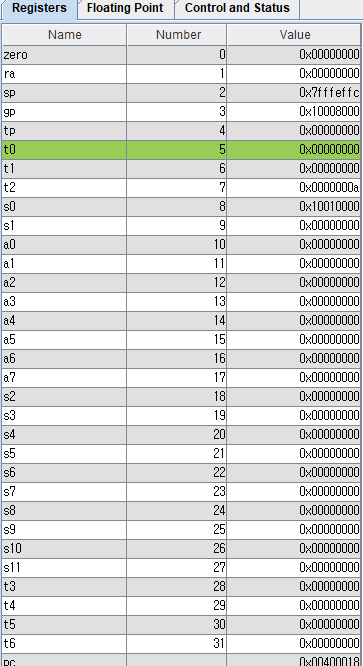 Registers Floating Point Control and Status
Name Number Value
zero 0 0x00000000
ra 1 0x00000000
sp 2 0x7fffeffc
gp 3 0x10008000
tp 4 0x00000000
t0 5 0x00000000
t1 6 0x00000000
t2 7 0x0000000a
s0 8 0x10010000
s1 9 0x00000000
a0 10 0x00000000
a1 11 0x00000000
a2 12 0x00000000
a3 13 0x00000000
a4 14 0x00000000
a5 15 0x00000000
a6 16 0x00000000
a7 17 0x00000000
s2 18 0x00000000
s3 19 0x00000000
s4 20 0x00000000
s5 21 0x00000000
s6 22 0x00000000
s7 23 0x00000000
s8 24 0x00000000
s9 25 0x00000000
s10 26 0x00000000
s11 27 0x00000000
t3 28 0x00000000
t4 29 0x00000000
t5 30 0x00000000
t6 31 0x00000000
pc 0x00400018